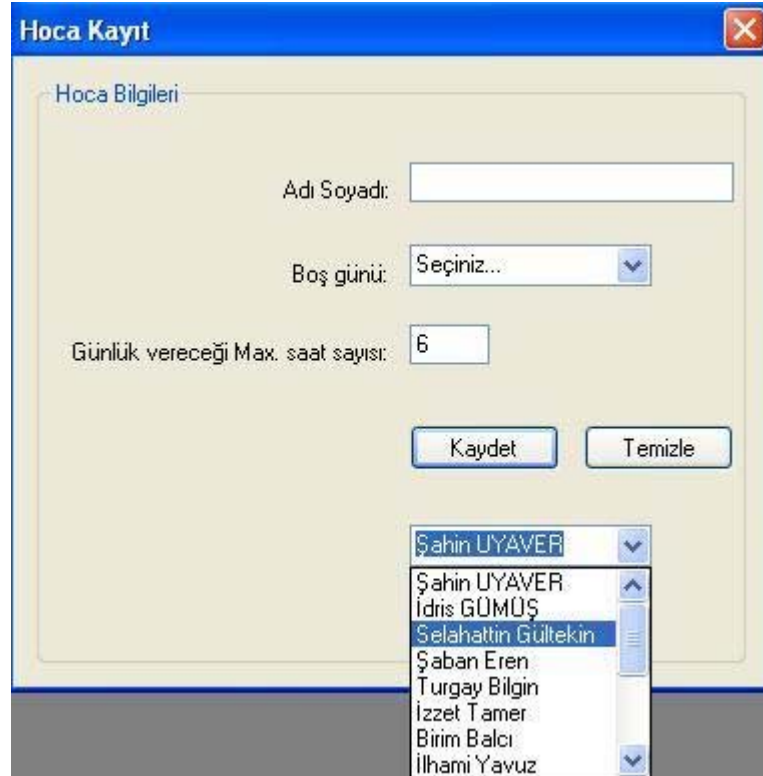 Hoca Kayıt
Hoca Bilgileri
Adı Soyadı:
Boş günü: Seçiniz...
Günlük vereceği Max. saat sayısı: 6
Kaydet Temizle
Şahin UYAVER
Şahin UYAVER
İdris GÜMÜŞ
Selahattin Gültekin
Şaban Eren
Turgay Bilgin
İzzet Tamer
Birim Balcı
İlhami Yavuz